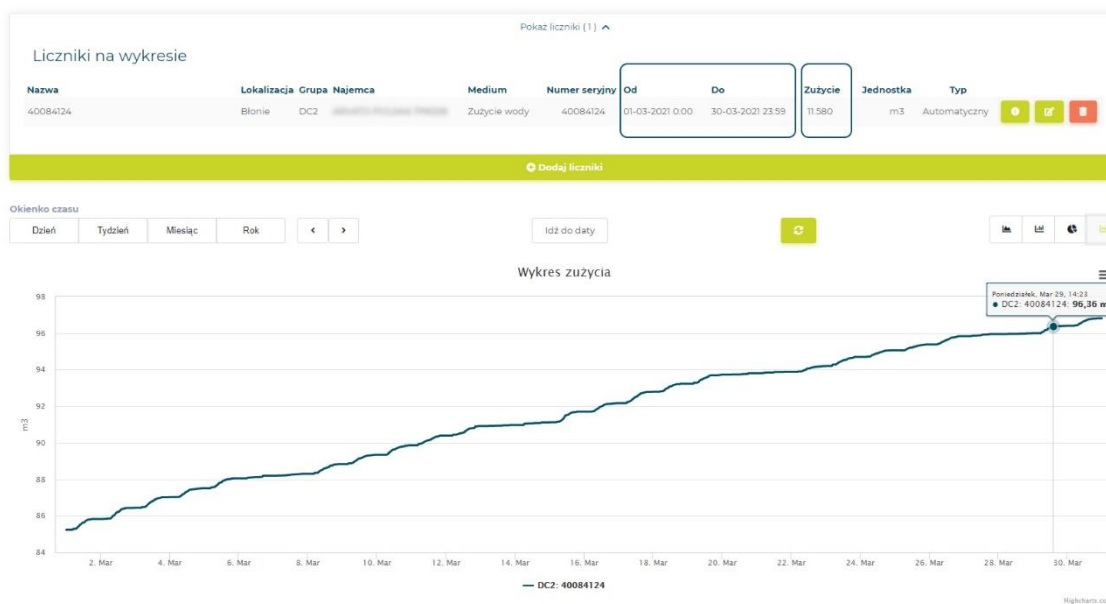 Pokaż liczniki (1)
Liczniki na wykresie
Nazwa Lokalizacja Grupa Najemca Medium Numer seryjny Od Do Zużycie Jednostka Typ
40084124 Błonie DC2 Zużycie wody 40084124 01-03-2021 0:00 30-03-2021 23:59 11.580 m3 Automatyczny
Dodaj liczniki
Okienko czasu
Dzień Tydzień Miesiąc Rok < > Idź do daty
Wykres zużycia
Poniedziałek, Mar 29, 14:23
DC2: 40084124: 96,36 m
98
96
94
92
90
88
86
84
m3
2. Mar 4. Mar 6. Mar 8. Mar 10. Mar 12. Mar 14. Mar 16. Mar 18. Mar 20. Mar 22. Mar 24. Mar 26. Mar 28. Mar 30. Mar
DC2: 40084124
Highcharts.co